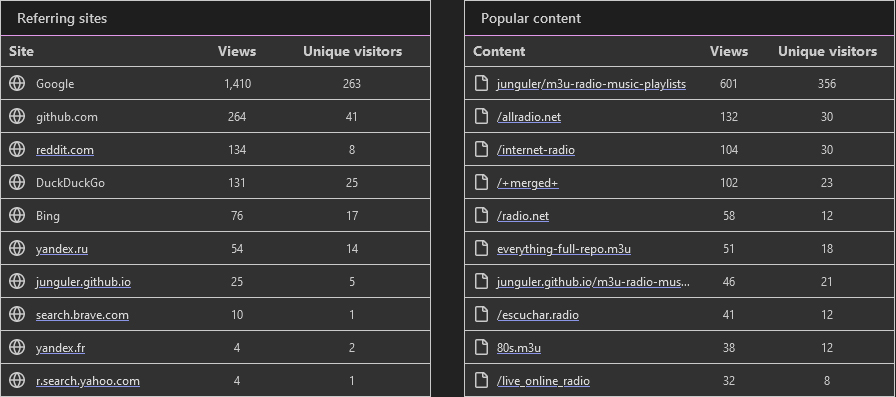 Referring sites
Site Views Unique visitors
Google 1,410 263
github.com 264 41
reddit.com 134 8
DuckDuckGo 131 25
Bing 76 17
yandex.ru 54 14
junguler.github.io 25 5
search.brave.com 10 1
yandex.fr 4 2
r.search.yahoo.com 4 1
Popular content
Content Views Unique visitors
junguler/m3u-radio-music-playlists 601 356
/allradio.net 132 30
/internet-radio 104 30
/+merged+ 102 23
/radio.net 58 12
everything-full-repo.m3u 51 18
junguler.github.io/m3u-radio-mus... 46 21
/escuchar.radio 41 12
80s.m3u 38 12
/live_online_radio 32 8